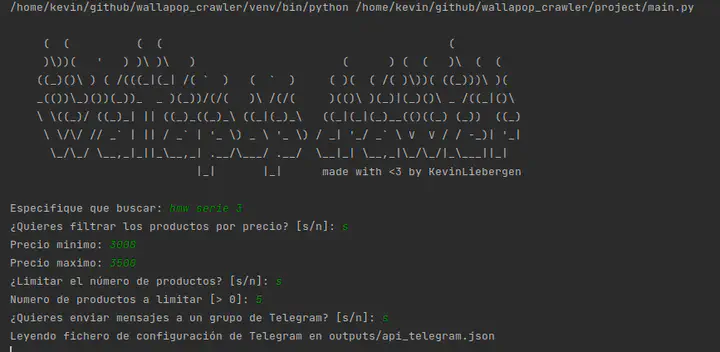 /home/kevin/github/wallapop_crawler/venv/bin/python /home/kevin/github/wallapop_crawler/project/main.py
made with <3 by KevinLiebergen
Especifique que buscar: bmw serie 3
¿Quieres filtrar los productos por precio? [s/n]: s
Precio minimo: 3000
Precio maximo: 3500
¿Limitar el número de productos? [s/n]: s
Numero de productos a limitar [> 0]: 5
¿Quieres enviar mensajes a un grupo de Telegram? [s/n]: s
Leyendo fichero de configuración de Telegram en outputs/api_telegram.json